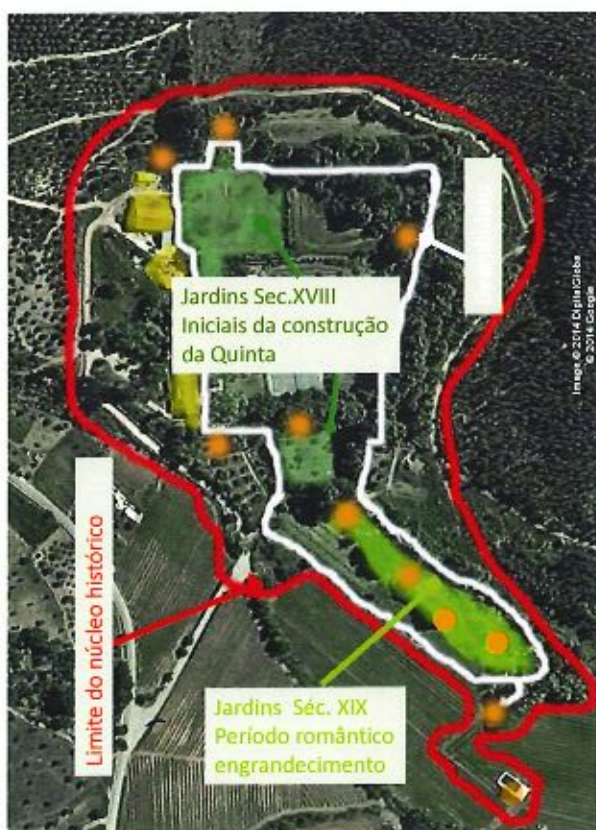 Jardins Sec.XVIII
Iniciais da construção
da Quinta
Limite do núcleo histórico
Jardins Séc. XIX
Período romântico
engrandecimento
Image © 2014 DigitalGlobe
© 2014 Google